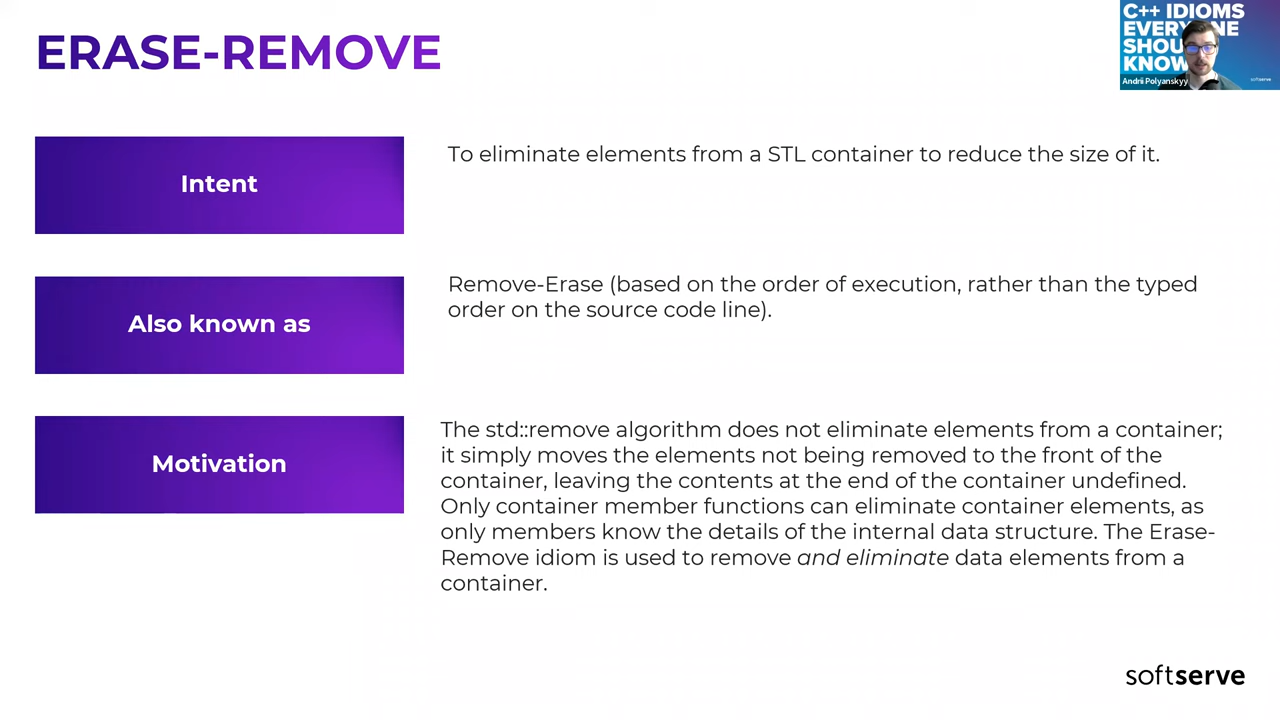 ERASE-REMOVE
C++ IDIOMS
EVERYONE
SHOU
KNOW
Andrii Polyanskyy
softserve
Intent
To eliminate elements from a STL container to reduce the size of it.
Also known as
Remove-Erase (based on the order of execution, rather than the typed
order on the source code line).
Motivation
The std::remove algorithm does not eliminate elements from a container;
it simply moves the elements not being removed to the front of the
container, leaving the contents at the end of the container undefined.
Only container member functions can eliminate container elements, as
only members know the details of the internal data structure. The Erase-
Remove idiom is used to remove and eliminate data elements from a
container.
softserve